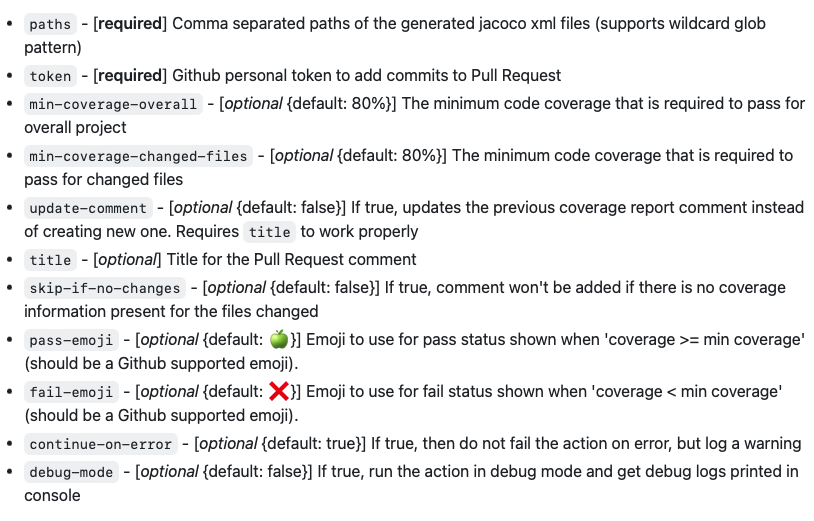 • paths - [required] Comma separated paths of the generated jacoco xml files (supports wildcard glob
pattern)
• token - [required] Github personal token to add commits to Pull Request
• min-coverage-overall - [optional {default: 80%}] The minimum code coverage that is required to pass for
overall project
• min-coverage-changed-files - [optional {default: 80%}] The minimum code coverage that is required to
pass for changed files
• update-comment - [optional {default: false}] If true, updates the previous coverage report comment instead
of creating new one. Requires title to work properly
• title - [optional] Title for the Pull Request comment
• skip-if-no-changes - [optional {default: false}] If true, comment won't be added if there is no coverage
information present for the files changed
• pass-emoji - [optional {default: 🍏}] Emoji to use for pass status shown when 'coverage >= min coverage'
(should be a Github supported emoji).
• fail-emoji - [optional {default: ❌}] Emoji to use for fail status shown when 'coverage < min coverage'
(should be a Github supported emoji).
• continue-on-error - [optional {default: true}] If true, then do not fail the action on error, but log a warning
• debug-mode - [optional {default: false}] If true, run the action in debug mode and get debug logs printed in
console